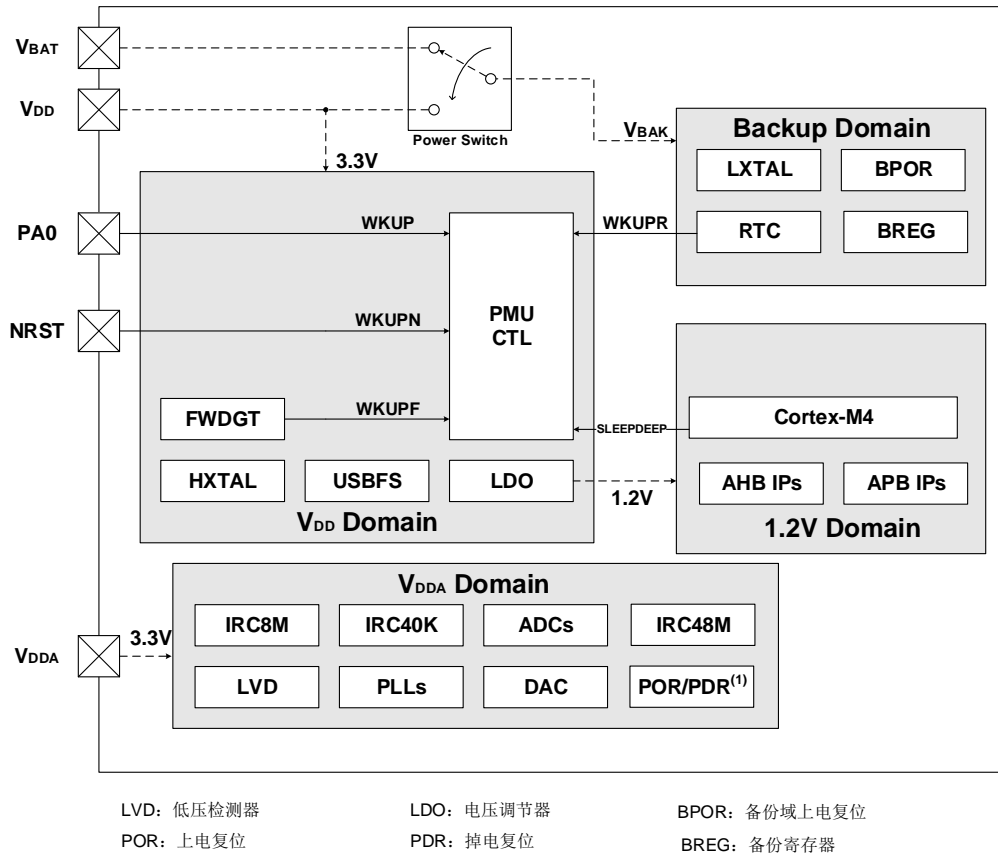 VBAT
VDD
Power Switch
3.3V
VBAK
Backup Domain
LXTAL
BPOR
RTC
BREG
PA0
WKUP
WKUPR
NRST
WKUPN
PMU
CTL
FWDGT
WKUPF
SLEEPDEEP
Cortex-M4
HXTAL
USBFS
LDO
1.2V
AHB IPs
APB IPs
VDD Domain
1.2V Domain
VDDA Domain
IRC8M
IRC40K
ADCs
IRC48M
VDDA
3.3V
LVD
PLLs
DAC
POR/PDR(1)
LVD：低压检测器
LDO：电压调节器
BPOR：备份域上电复位
POR：上电复位
PDR：掉电复位
BREG：备份寄存器